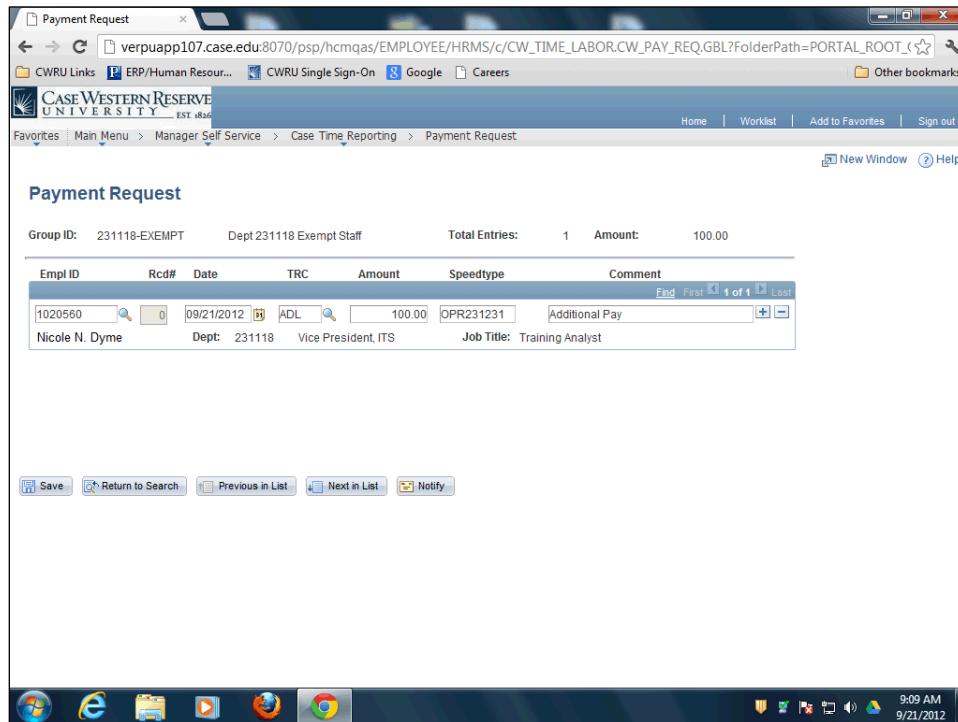 Payment Request
verpuapp107.case.edu:8070/psp/hcmqas/EMPLOYEE/HRMS/c/CW_TIME_LABOR.CW_PAY_REQ.GBL?FolderPath=PORTAL_ROOT_
CWRU Links ERP/Human Resour... CWRU Single Sign-On Google Careers Other bookmarks
CASE WESTERN RESERVE
UNIVERSITY EST. 1826
Home | Worklist | Add to Favorites | Sign out
Favorites Main Menu > Manager Self Service > Case Time Reporting > Payment Request
New Window Help
Payment Request
Group ID: 231118-EXEMPT Dept 231118 Exempt Staff Total Entries: 1 Amount: 100.00
Empl ID Rcd# Date TRC Amount Speedtype Comment
Find First 1 of 1 Last
1020560 0 09/21/2012 ADL 100.00 OPR231231 Additional Pay
Nicole N. Dyme Dept: 231118 Vice President, ITS Job Title: Training Analyst
Save Return to Search Previous in List Next in List Notify
9:09 AM
9/21/2012